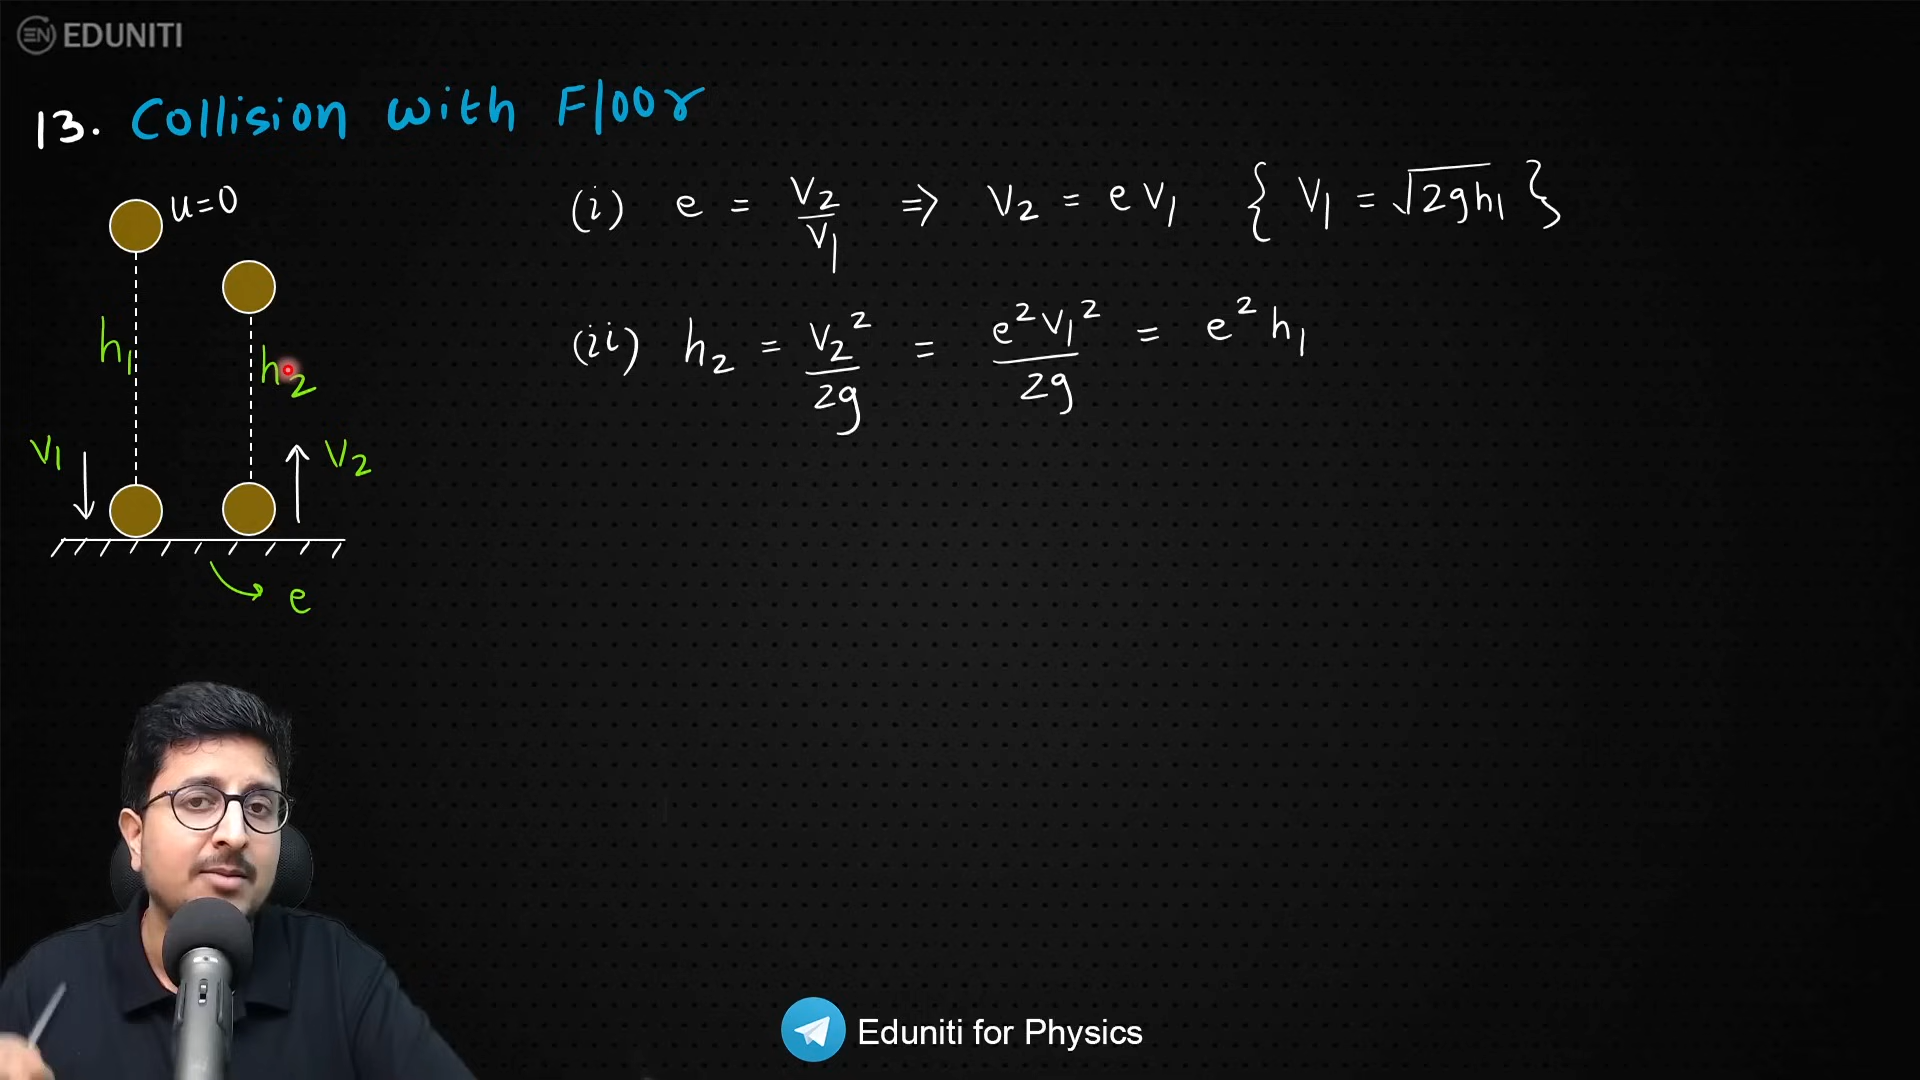 EN EDUNITI
13. Collision with Floor
u=0
(i) e = V₂/V₁ ⇒ V₂ = eV₁ { V₁ = √2gh₁ }
(ii) h₂ = V₂²/2g = e²V₁²/2g = e²h₁
h₁
h₂
V₁
V₂
e
Eduniti for Physics